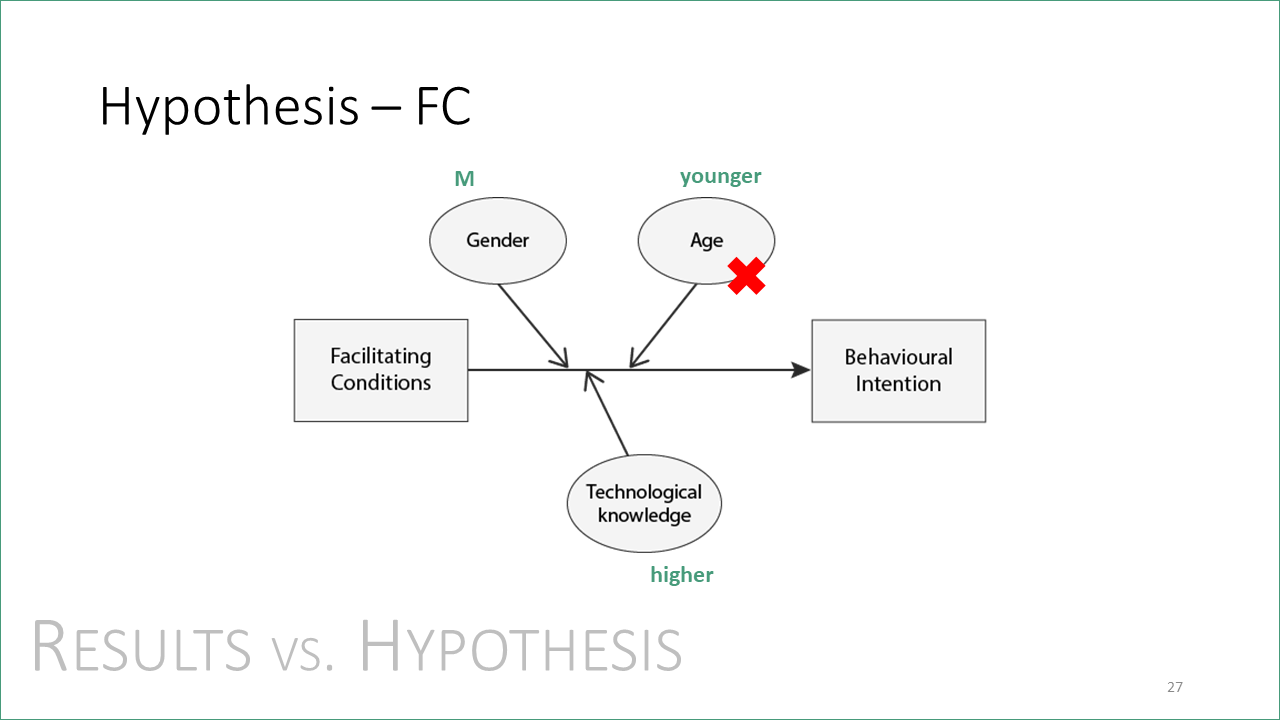 Hypothesis – FC
M
younger
Gender
Age
Facilitating
Conditions
Behavioural
Intention
Technological
knowledge
higher
RESULTS VS. HYPOTHESIS
27